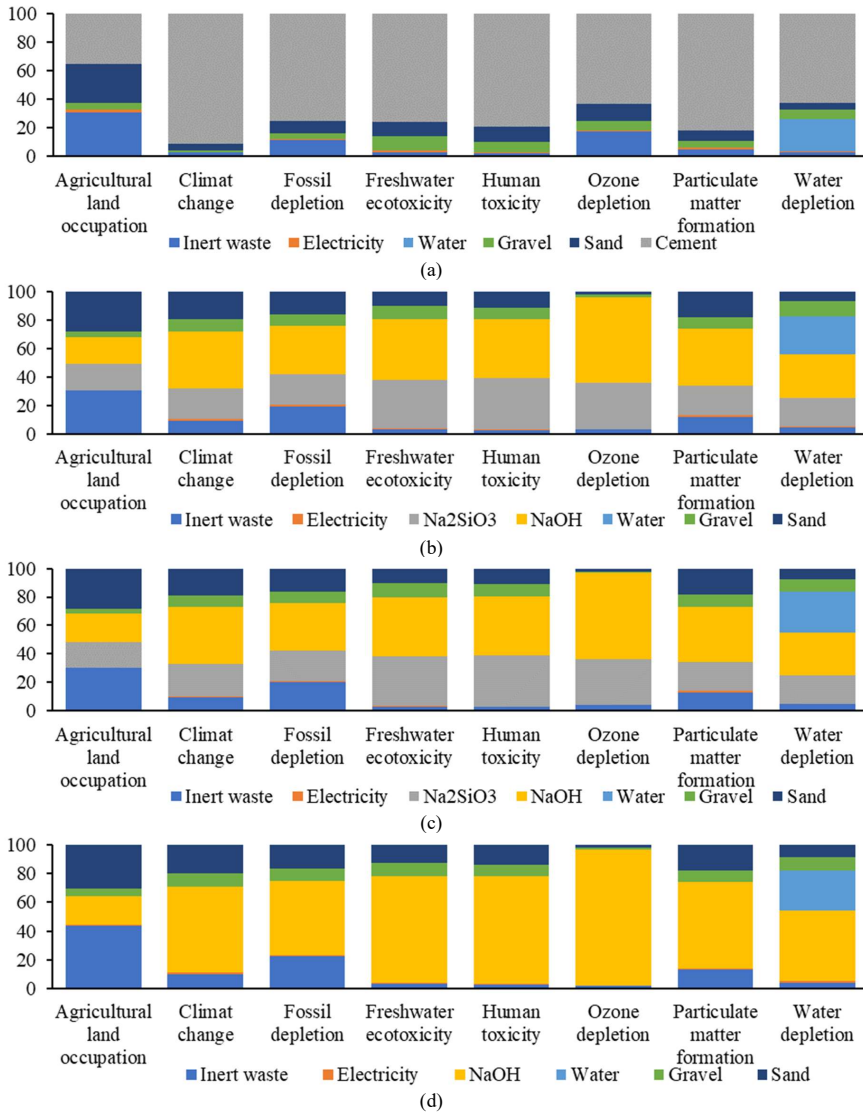 100
80
60
40
20
0
Agricultural land occupation
Climat change
Fossil depletion
Freshwater ecotoxicity
Human toxicity
Ozone depletion
Particulate matter formation
Water depletion
Inert waste Electricity Water Gravel Sand Cement
(a)
100
80
60
40
20
0
Agricultural land occupation
Climat change
Fossil depletion
Freshwater ecotoxicity
Human toxicity
Ozone depletion
Particulate matter formation
Water depletion
Inert waste Electricity Na2SiO3 NaOH Water Gravel Sand
(b)
100
80
60
40
20
0
Agricultural land occupation
Climat change
Fossil depletion
Freshwater ecotoxicity
Human toxicity
Ozone depletion
Particulate matter formation
Water depletion
Inert waste Electricity Na2SiO3 NaOH Water Gravel Sand
(c)
100
80
60
40
20
0
Agricultural land occupation
Climat change
Fossil depletion
Freshwater ecotoxicity
Human toxicity
Ozone depletion
Particulate matter formation
Water depletion
Inert waste Electricity NaOH Water Gravel Sand
(d)